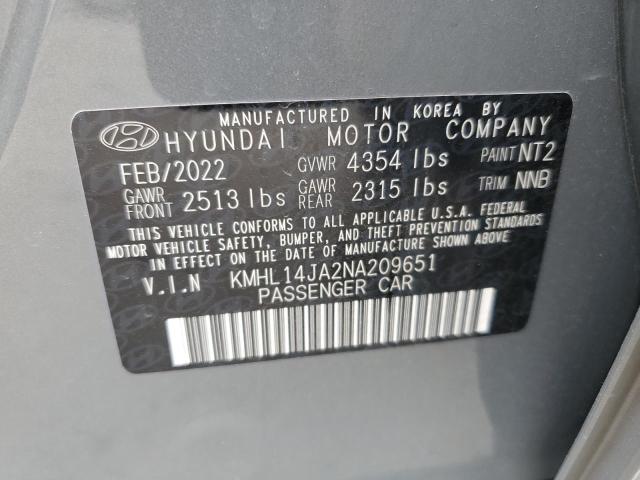 MANUFACTURED IN KOREA BY
HYUNDAI MOTOR COMPANY
FEB/2022 GVWR 4354 lbs PAINT NT2
GAWR FRONT 2513 lbs GAWR REAR 2315 lbs TRIM NNB
THIS VEHICLE CONFORMS TO ALL APPLICABLE U.S.A. FEDERAL
MOTOR VEHICLE SAFETY, BUMPER, AND THEFT PREVENTION STANDARDS
IN EFFECT ON THE DATE OF MANUFACTURE SHOWN ABOVE.
V.I.N KMHL14JA2NA209651
PASSENGER CAR